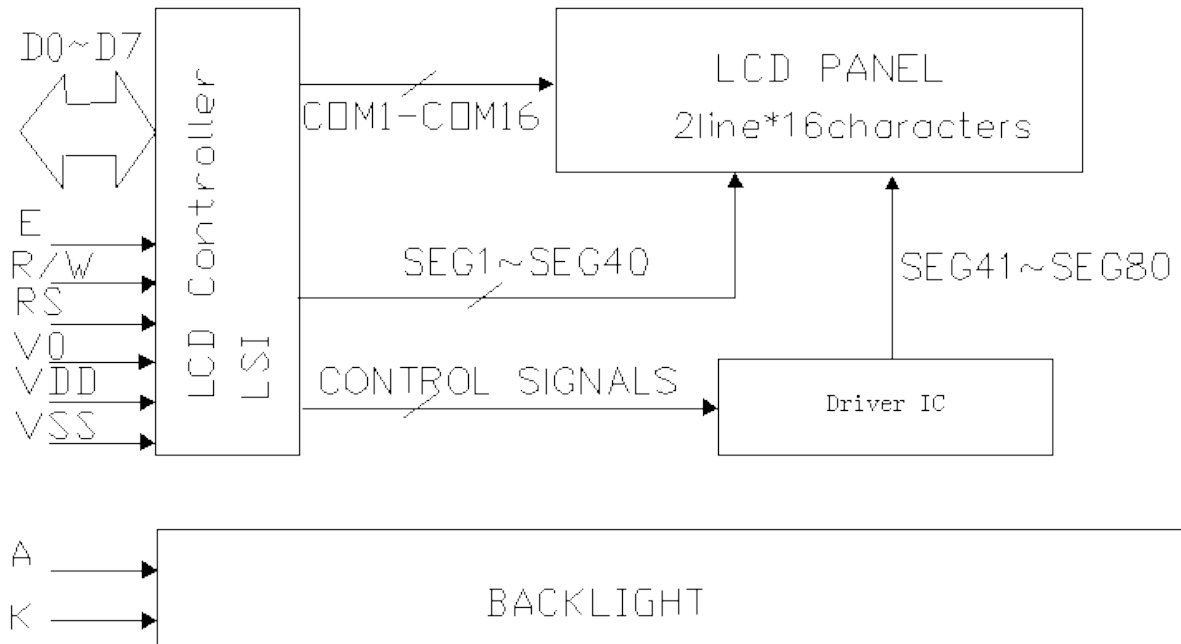 D0~D7
E
R/W
RS
V0
VDD
VSS
LCD Controller
LSI
COM1-COM16
LCD PANEL
2line*16characters
SEG1~SEG40
SEG41~SEG80
CONTROL SIGNALS
Driver IC
A
K
BACKLIGHT